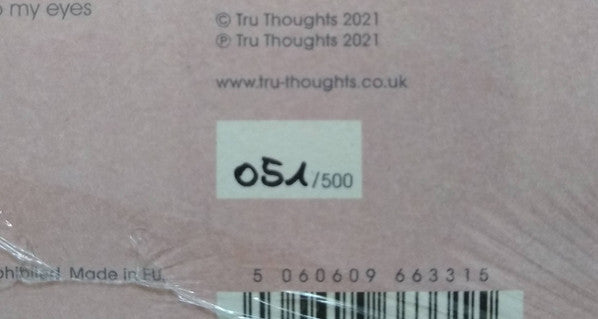 my eyes
© Tru Thoughts 2021
℗ Tru Thoughts 2021
www.tru-thoughts.co.uk
051/500
Made in EU.
5 060609 663315